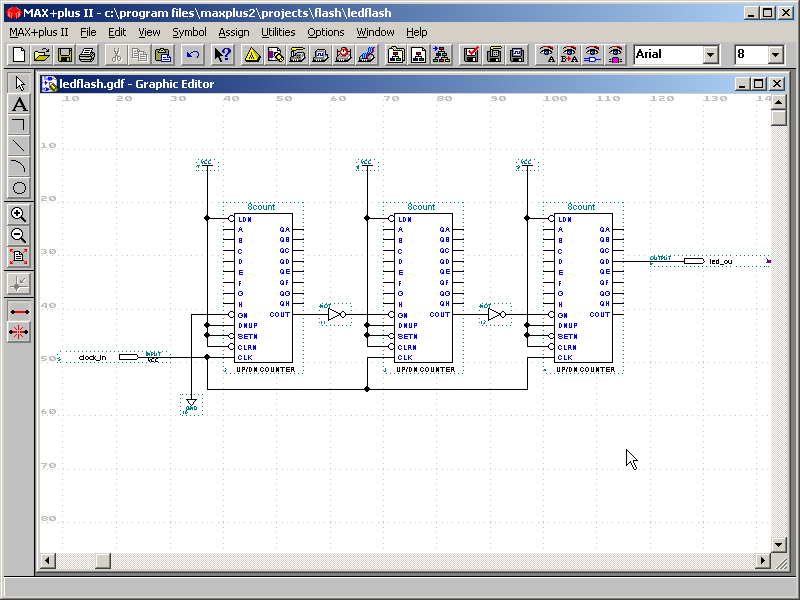 MAX+plus II - c:\program files\maxplus2\projects\flash\ledflash
MAX+plus II File Edit View Symbol Assign Utilities Options Window Help
Arial 8
ledflash.gdf - Graphic Editor
10 20 30 40 50 60 70 80 90 100 110 120 130 14
10
20
30
40
50
60
70
80
VCC VCC VCC
8count 8count 8count
LDN LDN LDN
A QA A QA A QA
B QB B QB B QB
C QC C QC C QC
D QD D QD D QD
OUTPUT led_ou
E QE E QE E QE
F QF F QF F QF
G QG G QG G QG
H QH H QH H QH
GN COUT NOT GN COUT NOT GN COUT
DNUP DNUP DNUP
SETN SETN SETN
CLRN CLRN CLRN
clock_in INPUT VCC CLK CLK CLK
UP/DN COUNTER UP/DN COUNTER UP/DN COUNTER
GND